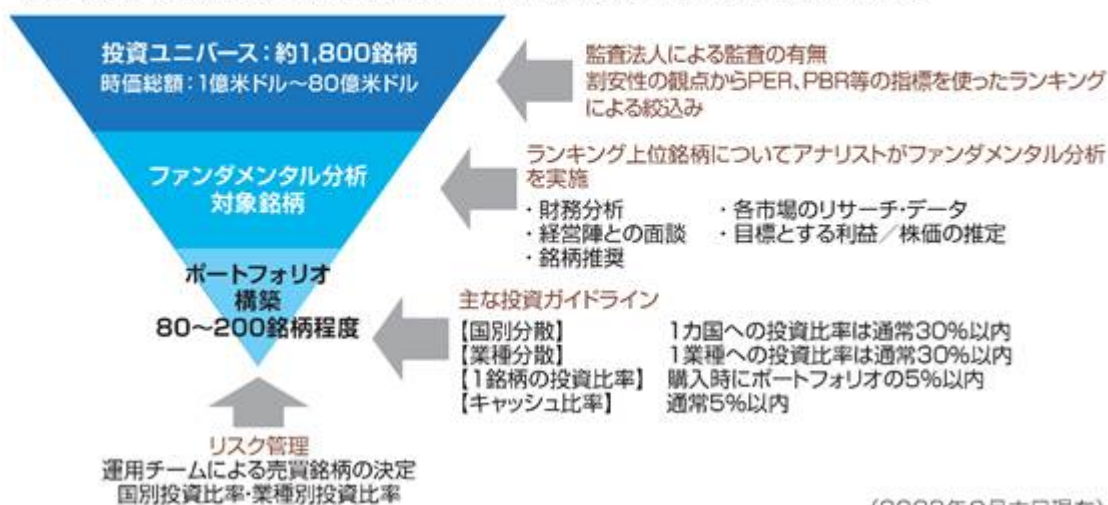 投資ユニバース：約1,800銘柄
時価総額：1億米ドル～80億米ドル
監査法人による監査の有無
割安性の観点からPER、PBR等の指標を使ったランキング
による絞込み
ファンダメンタル分析
対象銘柄
ランキング上位銘柄についてアナリストがファンダメンタル分析
を実施
・財務分析　・各市場のリサーチ・データ
・経営陣との面談　・目標とする利益／株価の推定
・銘柄推奨
ポートフォリオ
構築
80～200銘柄程度
主な投資ガイドライン
【国別分散】　1カ国への投資比率は通常30%以内
【業種分散】　1業種への投資比率は通常30%以内
【1銘柄の投資比率】　購入時にポートフォリオの5%以内
【キャッシュ比率】　通常5%以内
リスク管理
運用チームによる売買銘柄の決定
国別投資比率・業種別投資比率